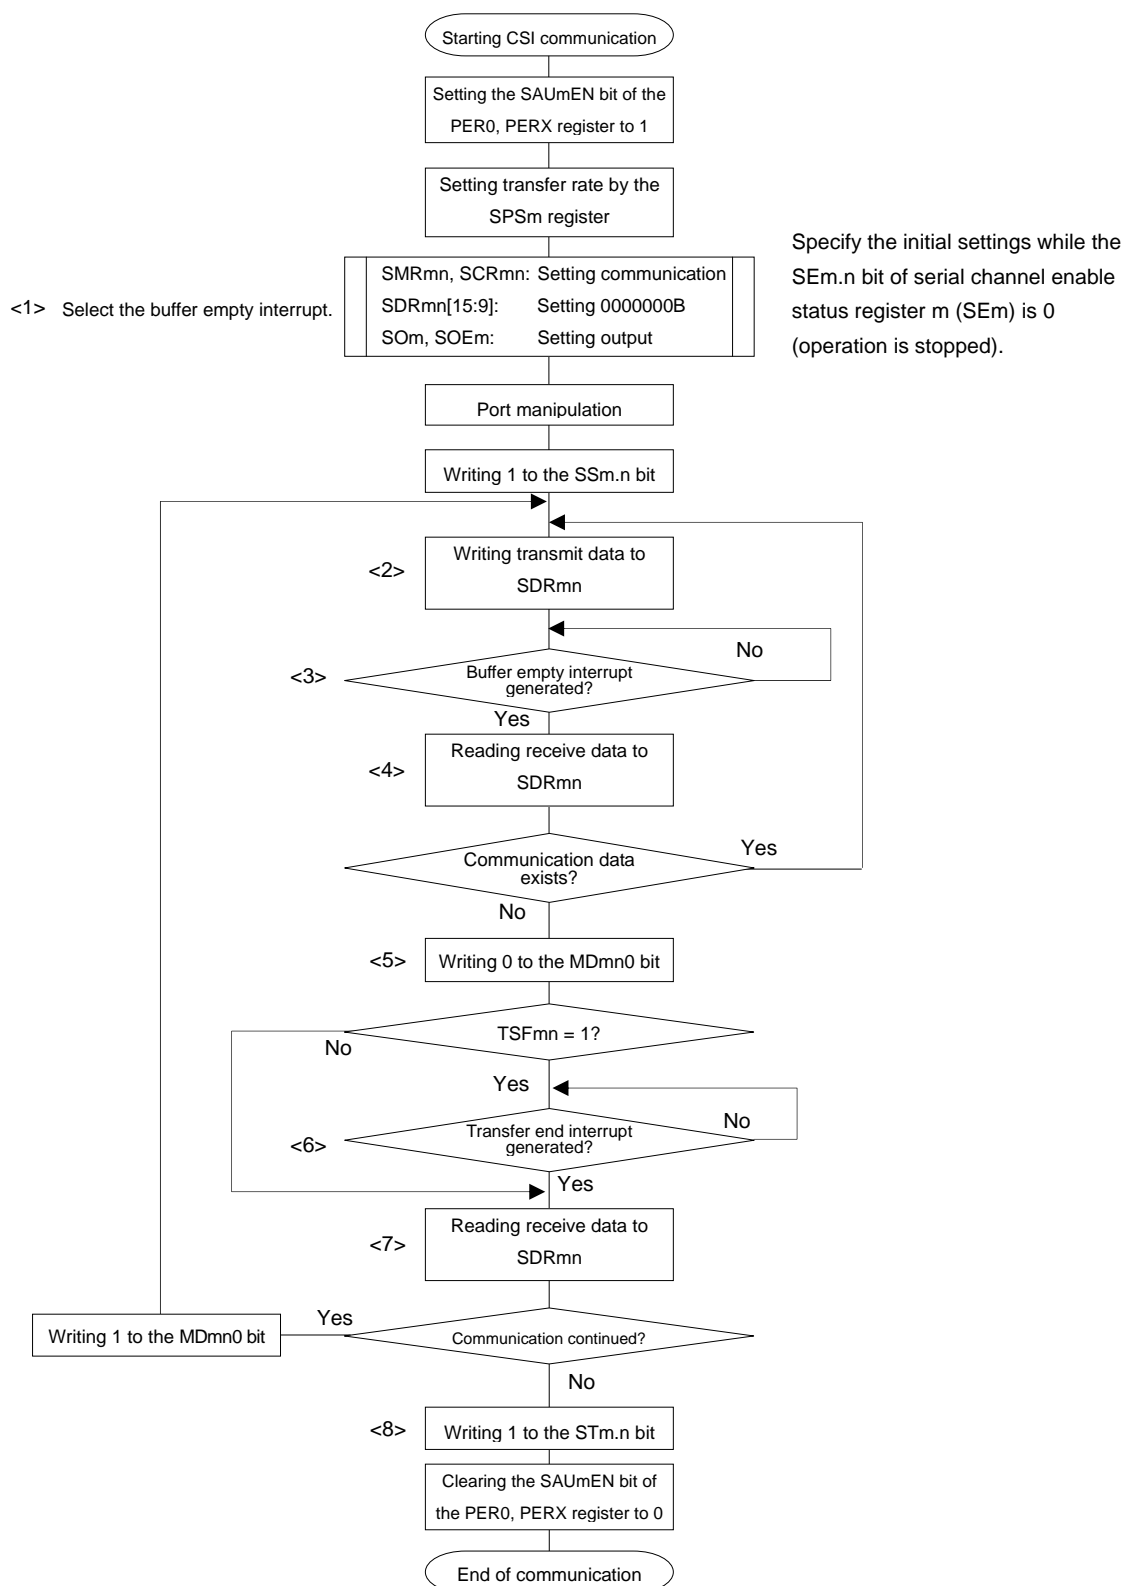 Starting CSI communication
Setting the SAUmEN bit of the
PER0, PERX register to 1
Setting transfer rate by the
SPSm register
<1> Select the buffer empty interrupt.
SMRmn, SCRmn: Setting communication
SDRmn[15:9]: Setting 0000000B
SOm, SOEm: Setting output
Specify the initial settings while the
SEm.n bit of serial channel enable
status register m (SEm) is 0
(operation is stopped).
Port manipulation
Writing 1 to the SSm.n bit
<2>
Writing transmit data to
SDRmn
No
<3>
Buffer empty interrupt
generated?
Yes
<4>
Reading receive data to
SDRmn
Communication data
exists?
Yes
No
<5>
Writing 0 to the MDmn0 bit
TSFmn = 1?
No
Yes
No
<6>
Transfer end interrupt
generated?
Yes
<7>
Reading receive data to
SDRmn
Yes
Writing 1 to the MDmn0 bit
Communication continued?
No
<8>
Writing 1 to the STm.n bit
Clearing the SAUmEN bit of
the PER0, PERX register to 0
End of communication